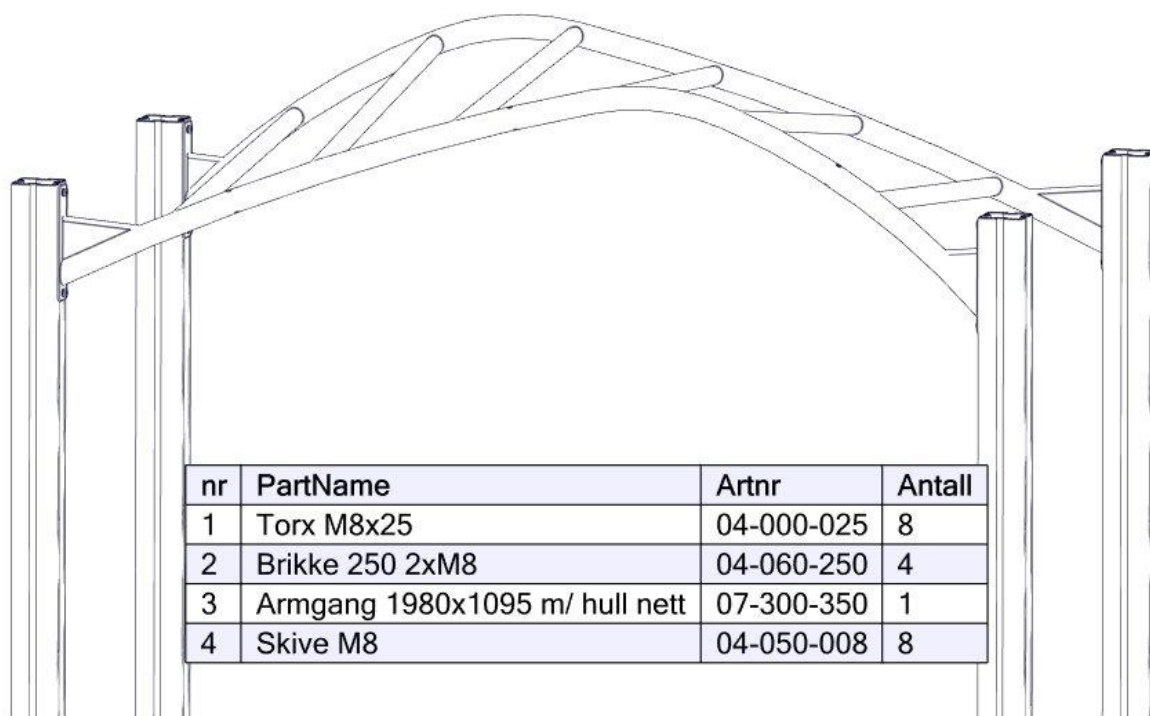 nr PartName Artnr Antall
1 Torx M8x25 04-000-025 8
2 Brikke 250 2xM8 04-060-250 4
3 Armgang 1980x1095 m/ hull nett 07-300-350 1
4 Skive M8 04-050-008 8